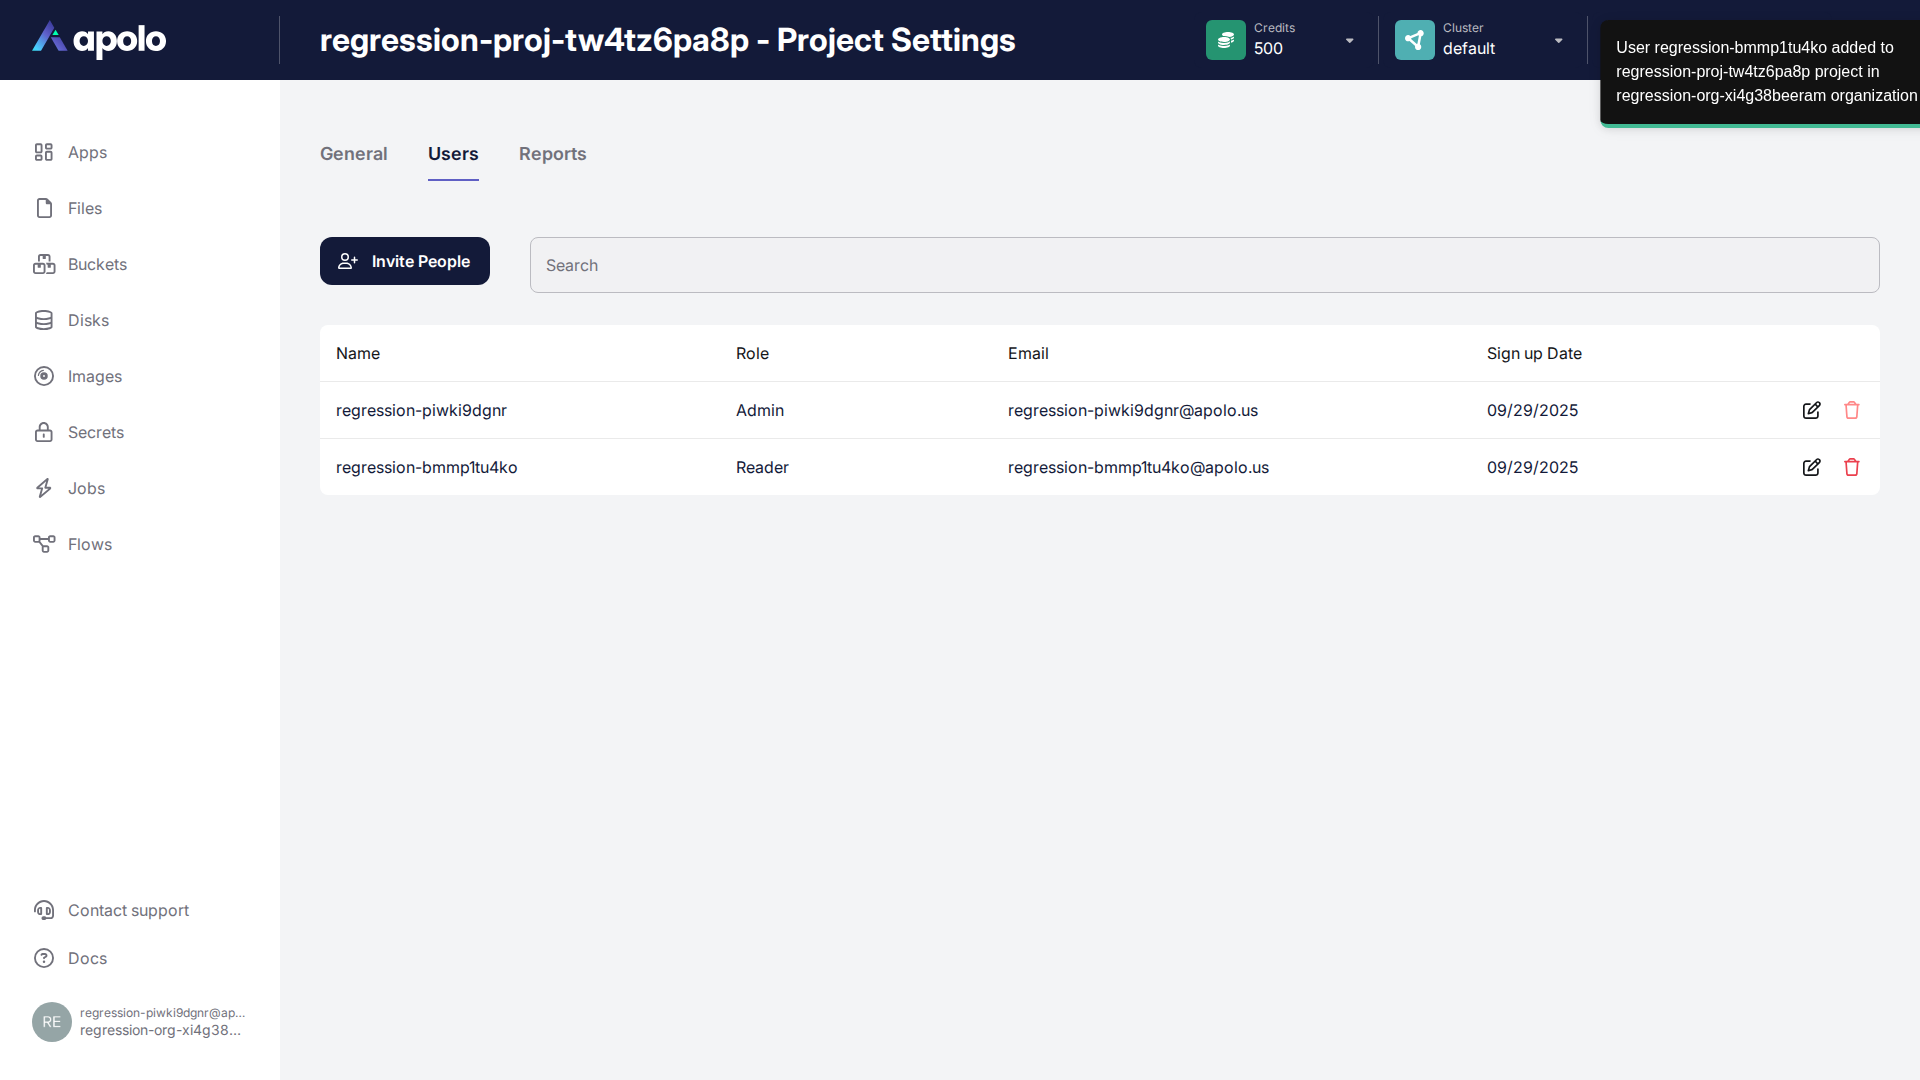 apolo
regression-proj-tw4tz6pa8p - Project Settings
Credits
500
Cluster
default
User regression-bmmp1tu4ko added to
regression-proj-tw4tz6pa8p project in
regression-org-xi4g38beeram organization
Apps
Files
Buckets
Disks
Images
Secrets
Jobs
Flows
General Users Reports
Invite People
Search
Name Role Email Sign up Date
regression-piwki9dgnr Admin regression-piwki9dgnr@apolo.us 09/29/2025
regression-bmmp1tu4ko Reader regression-bmmp1tu4ko@apolo.us 09/29/2025
Contact support
Docs
RE
regression-piwki9dgnr@ap...
regression-org-xi4g38...